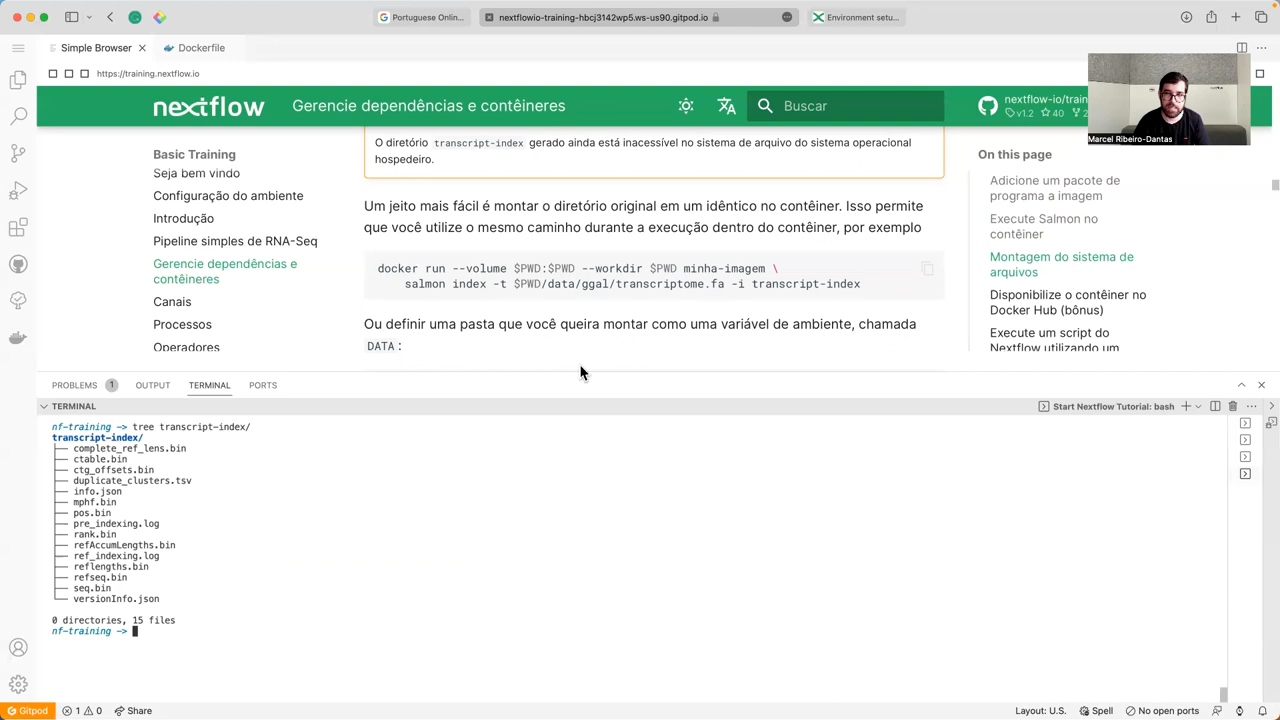 Portuguese Onlin...
nextflowio-training-hbcj3142wp5.ws-us90.gitpod.io
Environment setu...
Simple Browser
Dockerfile
https://training.nextflow.io
nextflow
Gerencie dependências e contêineres
Buscar
nextflow-io/train
v1.2 40 2
Marcel Ribeiro-Dantas
Basic Training
Seja bem vindo
Configuração do ambiente
Introdução
Pipeline simples de RNA-Seq
Gerencie dependências e
contêineres
Canais
Processos
Operadores
O diretório transcript-index gerado ainda está inacessível no sistema de arquivo do sistema operacional
hospedeiro.
Um jeito mais fácil é montar o diretório original em um idêntico no contêiner. Isso permite
que você utilize o mesmo caminho durante a execução dentro do contêiner, por exemplo
docker run --volume $PWD:$PWD --workdir $PWD minha-imagem \
salmon index -t $PWD/data/ggal/transcriptome.fa -i transcript-index
Ou definir uma pasta que você queira montar como uma variável de ambiente, chamada
DATA:
On this page
Adicione um pacote de
programa a imagem
Execute Salmon no
contêiner
Montagem do sistema de
arquivos
Disponibilize o contêiner no
Docker Hub (bônus)
Execute um script do
Nextflow utilizando um
PROBLEMS 1 OUTPUT TERMINAL PORTS
TERMINAL
Start Nextflow Tutorial: bash
nf-training -> tree transcript-index/
transcript-index/
├── complete_ref_lens.bin
├── ctable.bin
├── ctg_offsets.bin
├── duplicate_clusters.tsv
├── info.json
├── mphf.bin
├── pos.bin
├── pre_indexing.log
├── rank.bin
├── refAccumLengths.bin
├── ref_indexing.log
├── reflengths.bin
├── refseq.bin
├── seq.bin
└── versionInfo.json
0 directories, 15 files
nf-training ->
Gitpod
1 0
Share
Layout: U.S.
Spell
No open ports